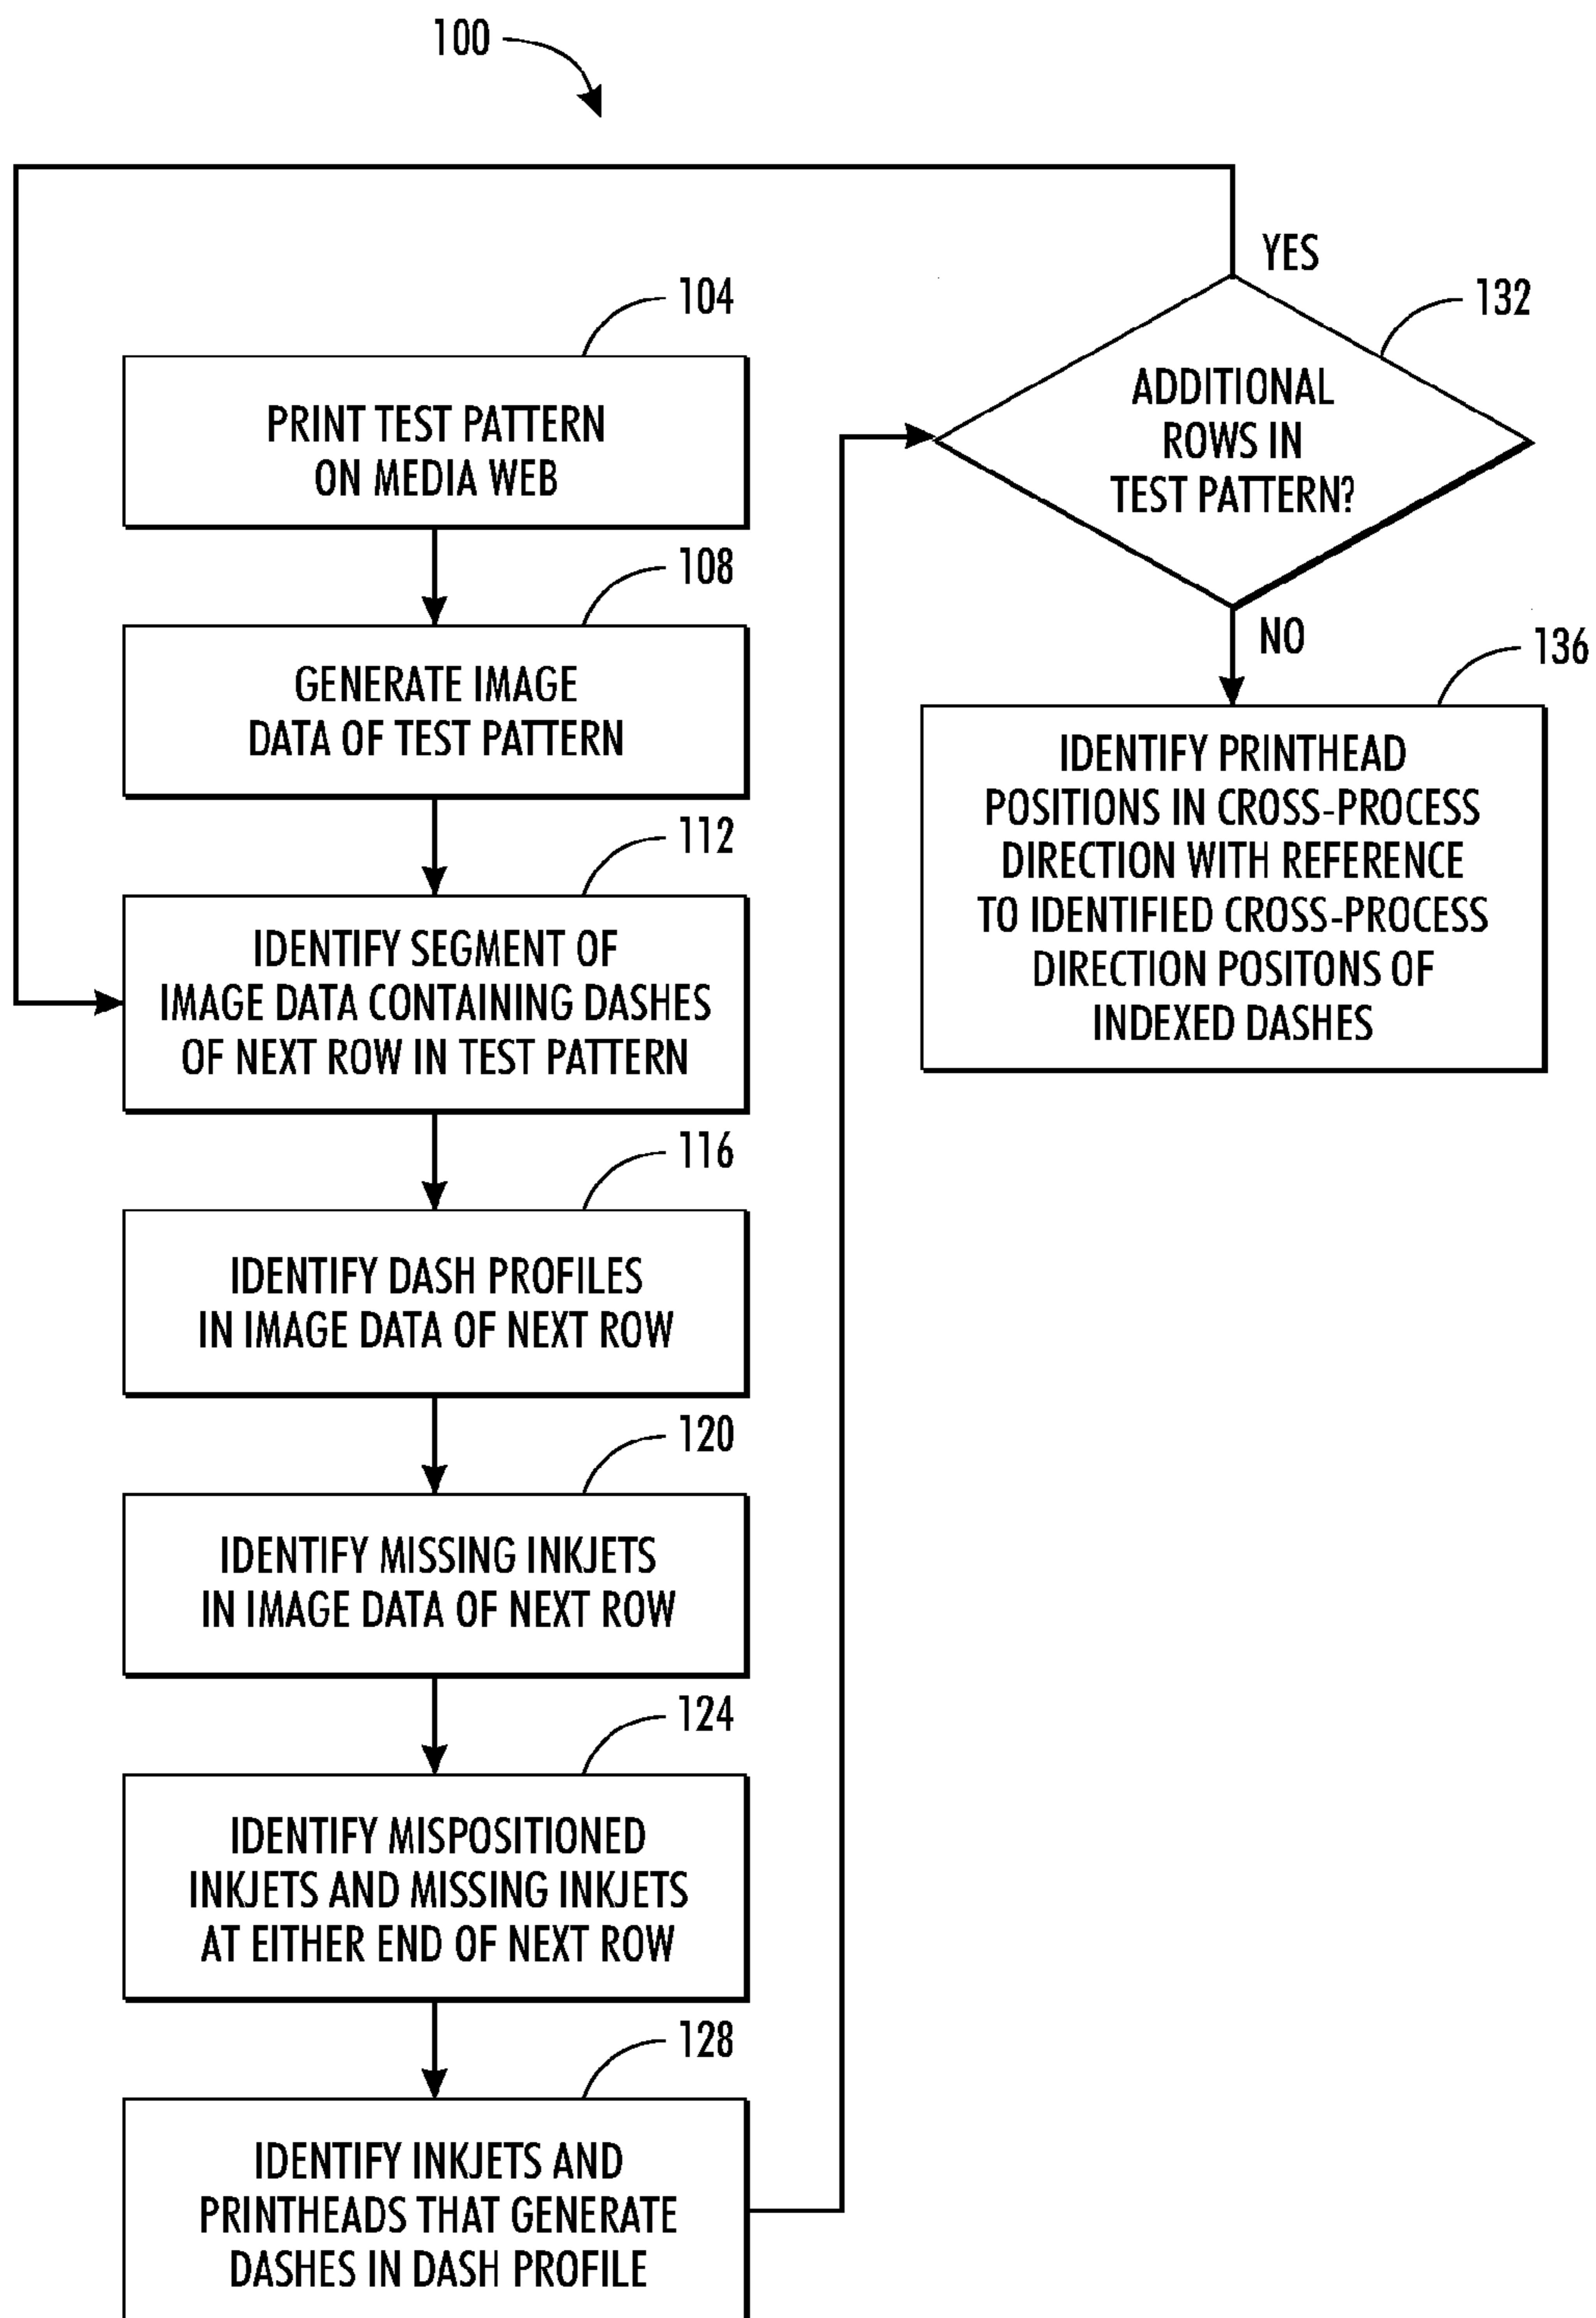 100
104
PRINT TEST PATTERN
ON MEDIA WEB
108
GENERATE IMAGE
DATA OF TEST PATTERN
112
IDENTIFY SEGMENT OF
IMAGE DATA CONTAINING DASHES
OF NEXT ROW IN TEST PATTERN
116
IDENTIFY DASH PROFILES
IN IMAGE DATA OF NEXT ROW
120
IDENTIFY MISSING INKJETS
IN IMAGE DATA OF NEXT ROW
124
IDENTIFY MISPOSITIONED
INKJETS AND MISSING INKJETS
AT EITHER END OF NEXT ROW
128
IDENTIFY INKJETS AND
PRINTHEADS THAT GENERATE
DASHES IN DASH PROFILE
YES
132
ADDITIONAL
ROWS IN
TEST PATTERN?
NO
136
IDENTIFY PRINTHEAD
POSITIONS IN CROSS-PROCESS
DIRECTION WITH REFERENCE
TO IDENTIFIED CROSS-PROCESS
DIRECTION POSITONS OF
INDEXED DASHES